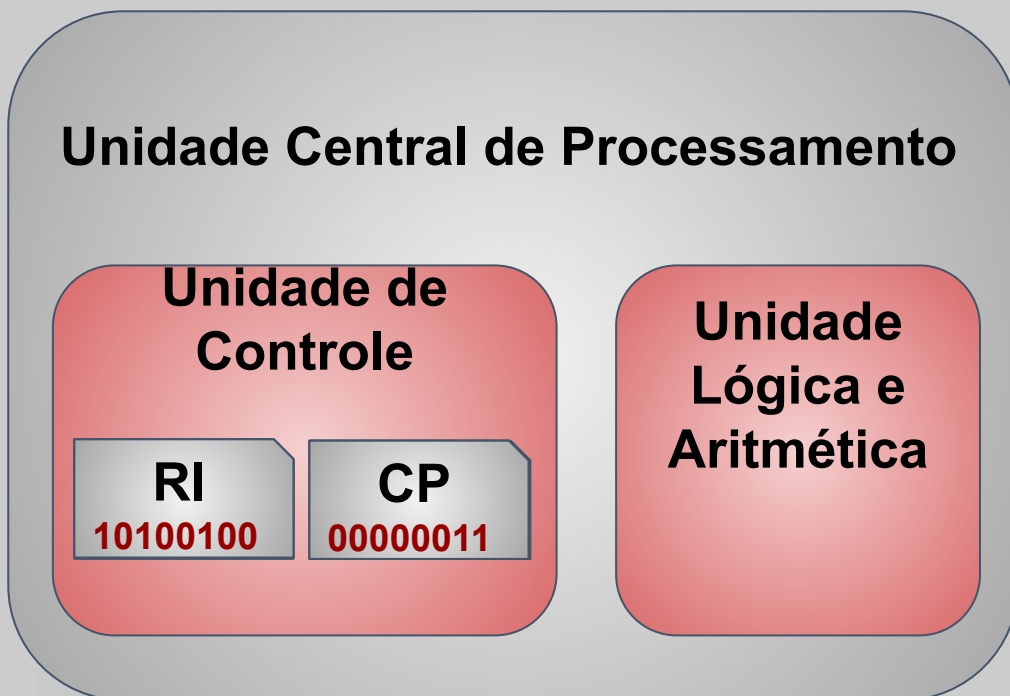 Unidade Central de Processamento
Unidade de
Controle
RI
10100100
CP
00000011
Unidade
Lógica e
Aritmética